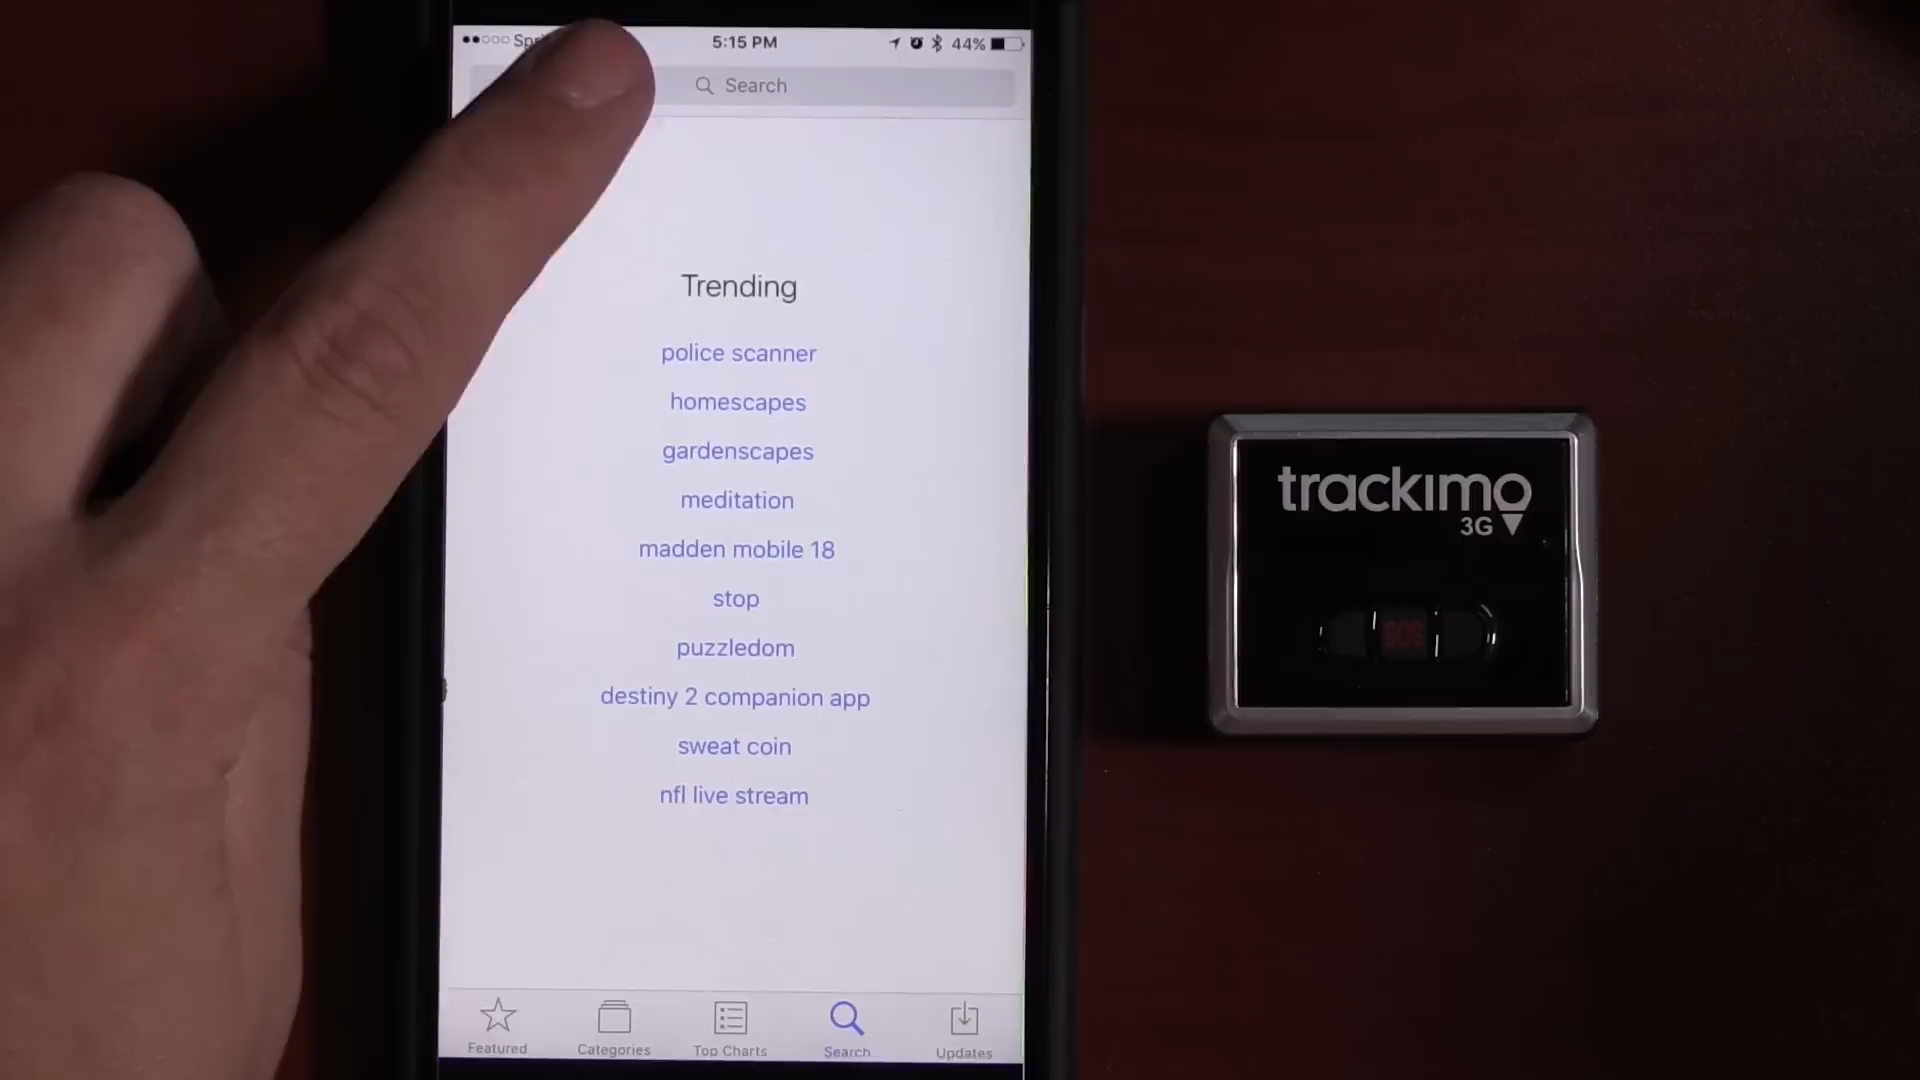 5:15 PM
44%
Search
Trending
police scanner
homescapes
gardenscapes
meditation
madden mobile 18
stop
puzzledom
destiny 2 companion app
sweat coin
nfl live stream
Featured
Categories
Top Charts
Search
Updates
trackimo
3G
SOS